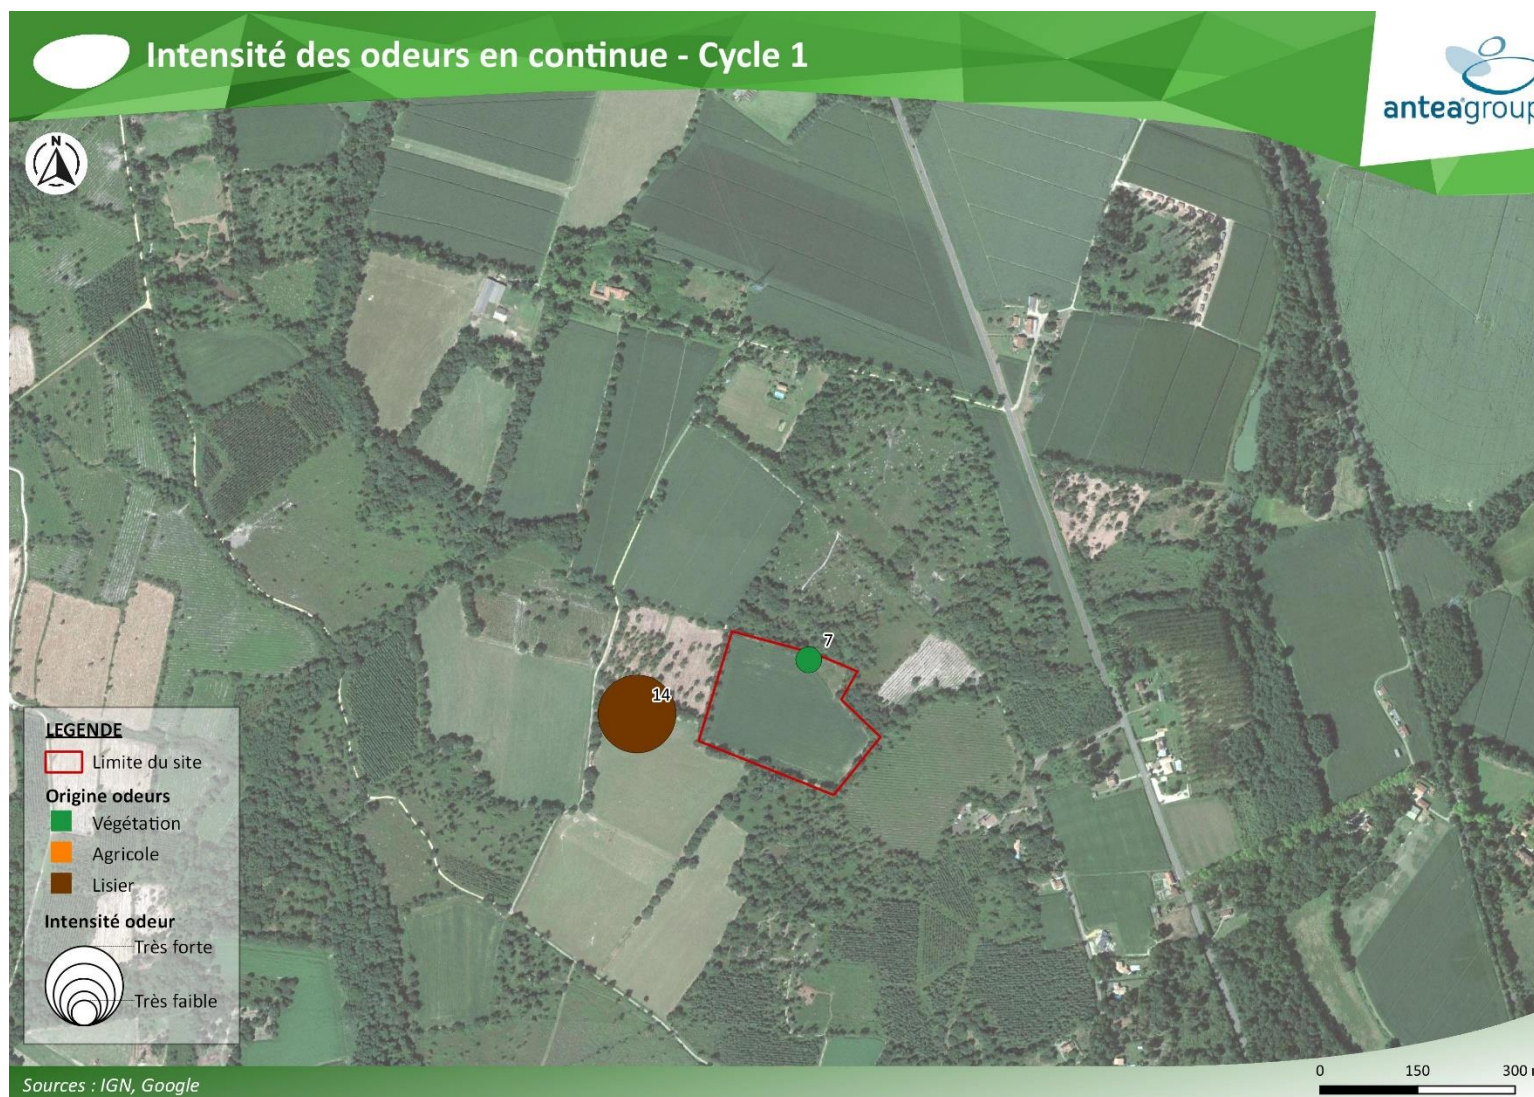 Intensité des odeurs en continue - Cycle 1
anteagroup
N
7
14
LEGENDE
Limite du site
Origine odeurs
Végétation
Agricole
Lisier
Intensité odeur
Très forte
Très faible
Sources : IGN, Google
0 150 300 m